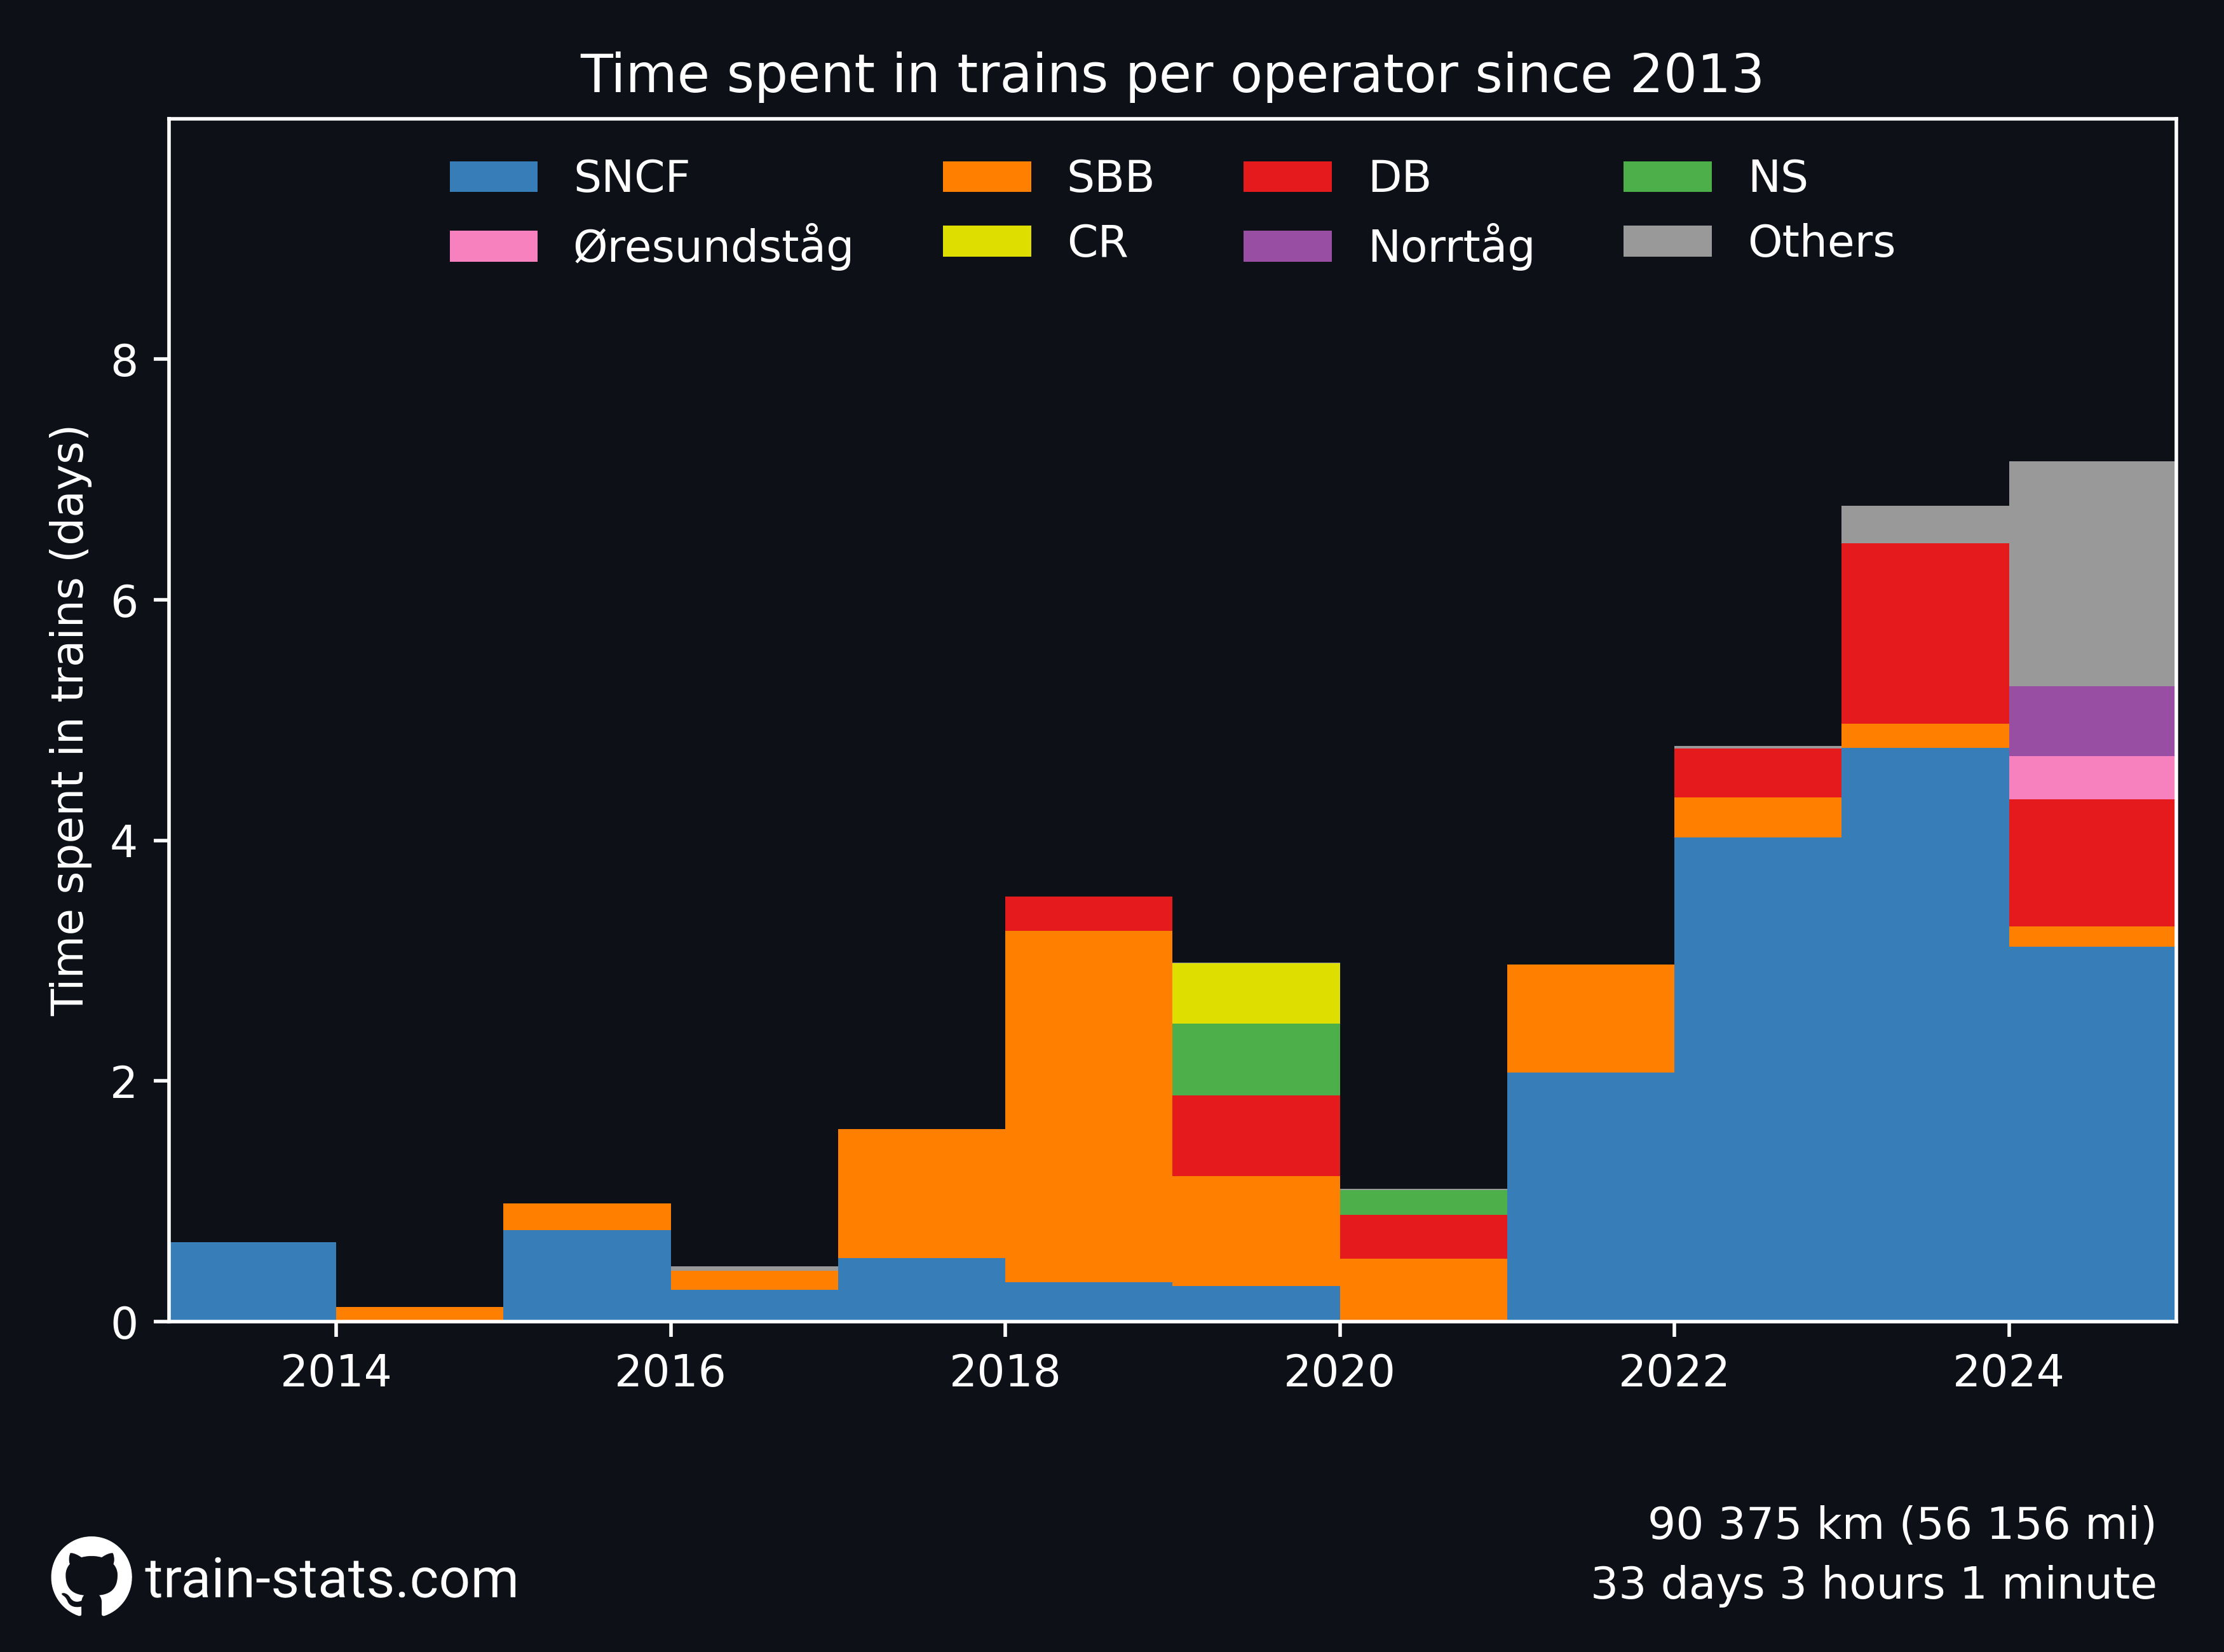 Time spent in trains per operator since 2013
SNCF SBB DB NS
Øresundståg CR Norrtåg Others
Time spent in trains (days)
8
6
4
2
0
2014 2016 2018 2020 2022 2024
90 375 km (56 156 mi)
33 days 3 hours 1 minute
train-stats.com